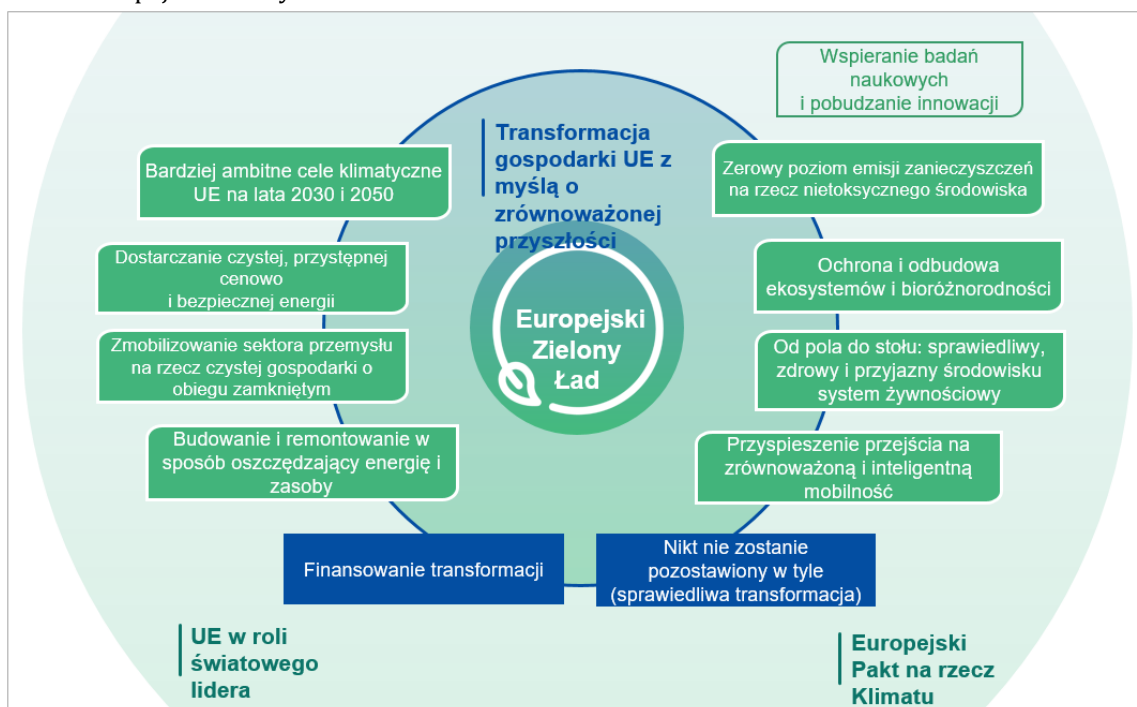 Wspieranie badań
naukowych
i pobudzanie innowacji
Transformacja
gospodarki UE z
myślą o
zrównoważonej
przyszłości
Bardziej ambitne cele klimatyczne
UE na lata 2030 i 2050
Zerowy poziom emisji zanieczyszczeń
na rzecz nietoksycznego środowiska
Dostarczanie czystej, przystępnej
cenowo
i bezpiecznej energii
Ochrona i odbudowa
ekosystemów i bioróżnorodności
Europejski
Zielony
Ład
Zmobilizowanie sektora przemysłu
na rzecz czystej gospodarki o
obiegu zamkniętym
Od pola do stołu: sprawiedliwy,
zdrowy i przyjazny środowisku
system żywnościowy
Budowanie i remontowanie w
sposób oszczędzający energię i
zasoby
Przyspieszenie przejścia na
zrównoważoną i inteligentną
mobilność
Finansowanie transformacji
Nikt nie zostanie
pozostawiony w tyle
(sprawiedliwa transformacja)
UE w roli
światowego
lidera
Europejski
Pakt na rzecz
Klimatu